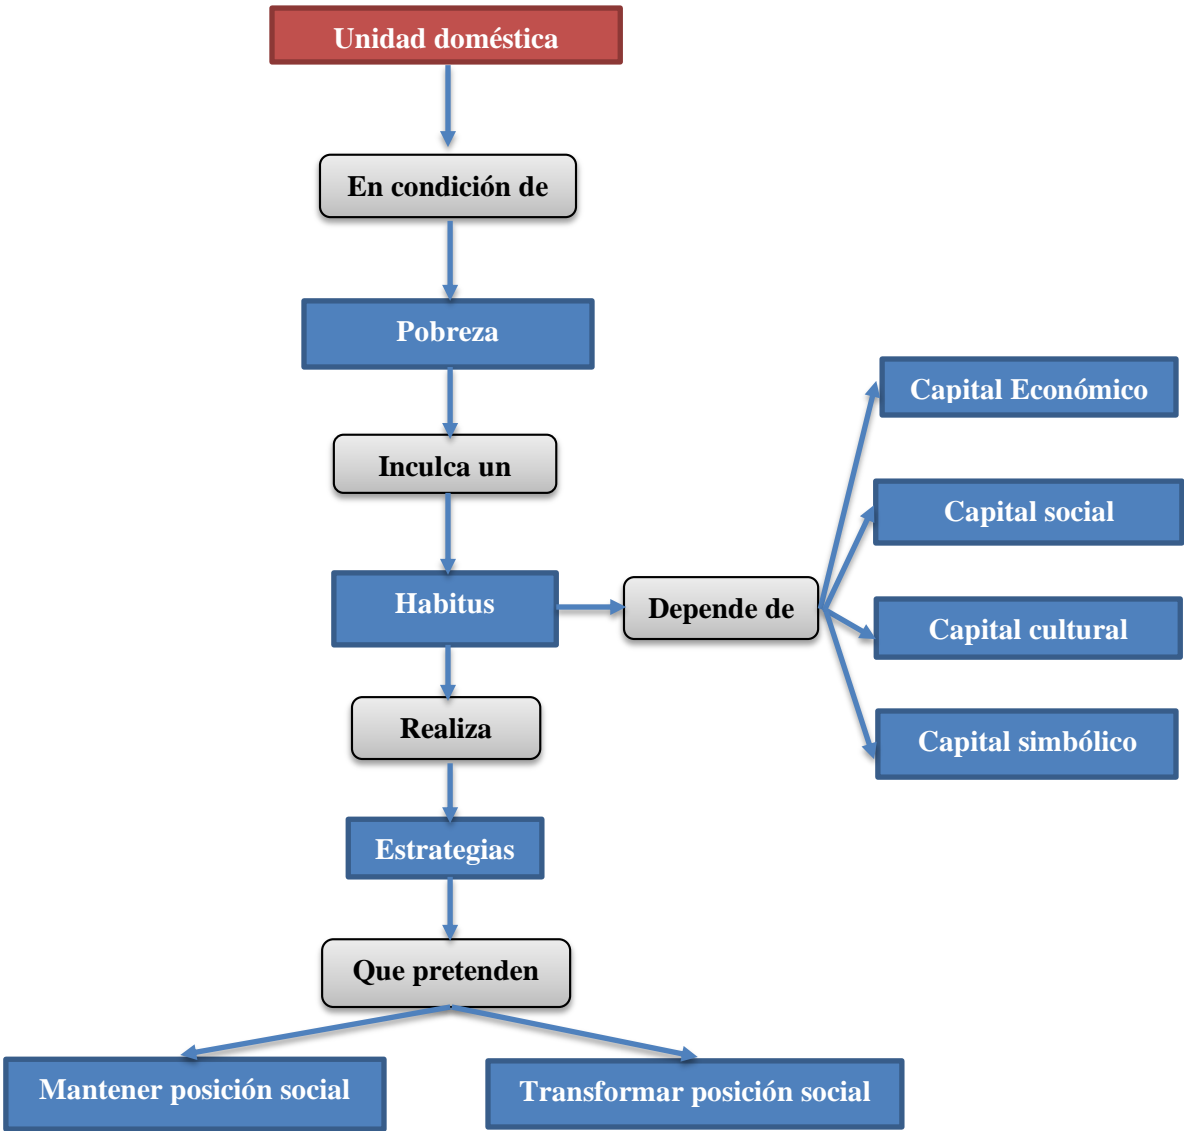 Unidad doméstica
En condición de
Pobreza
Inculca un
Habitus
Depende de
Capital Económico
Capital social
Capital cultural
Capital simbólico
Realiza
Estrategias
Que pretenden
Mantener posición social
Transformar posición social